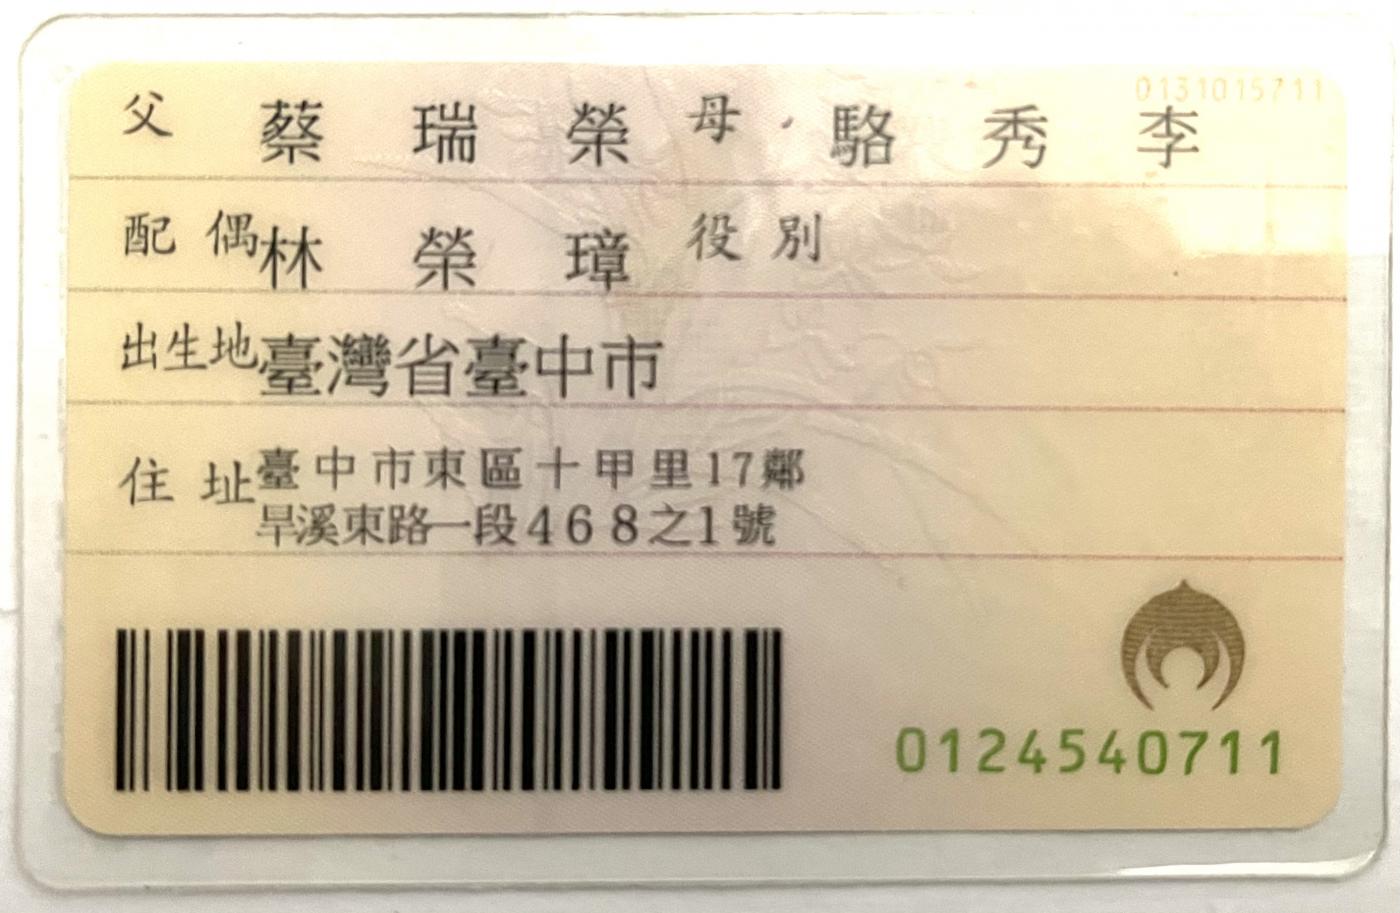 0131015711
父 蔡瑞榮 母 駱秀李
配偶 林榮璋 役別
出生地 臺灣省臺中市
住址 臺中市東區十甲里17鄰
旱溪東路一段468之1號
0124540711